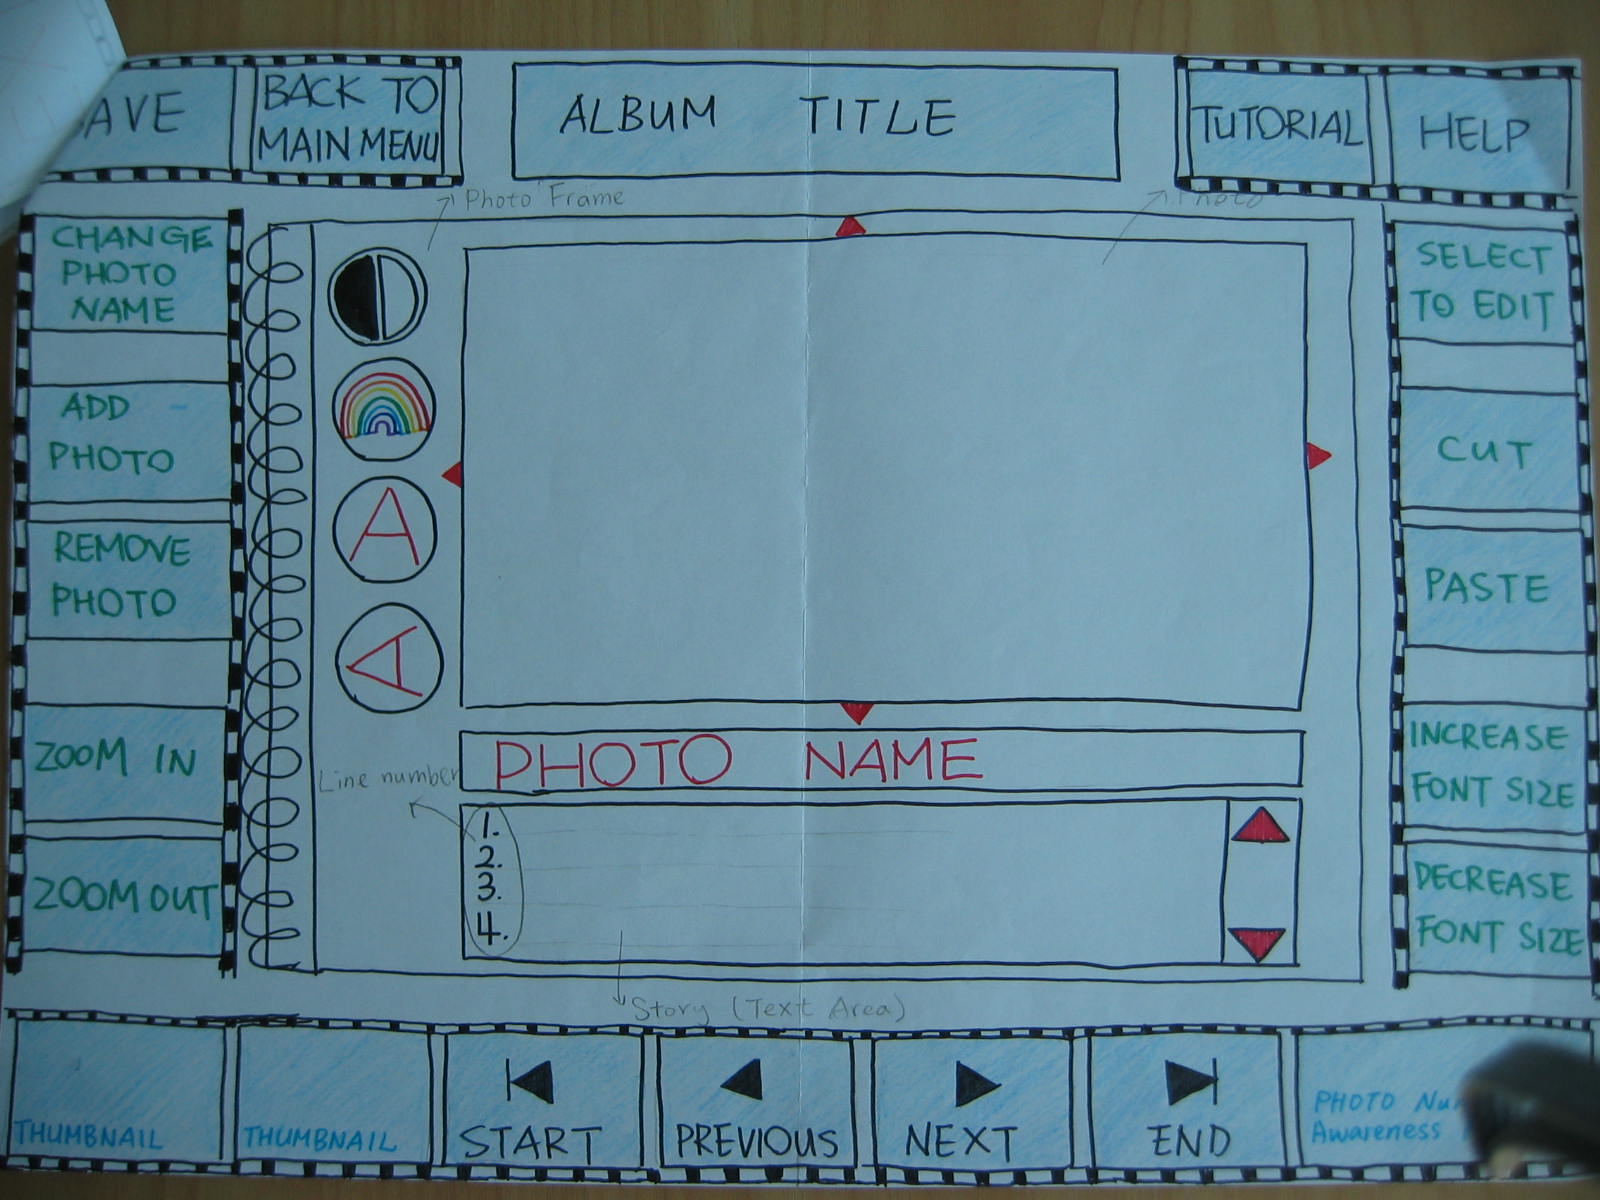 AVE
BACK TO
MAIN MENU
ALBUM TITLE
TUTORIAL
HELP
Photo Frame
Photo
CHANGE
PHOTO
NAME
ADD
PHOTO
REMOVE
PHOTO
ZOOM IN
ZOOM OUT
A
A
PHOTO NAME
Line number
1.
2.
3.
4.
Story (Text Area)
SELECT
TO EDIT
CUT
PASTE
INCREASE
FONT SIZE
DECREASE
FONT SIZE
THUMBNAIL
THUMBNAIL
START
PREVIOUS
NEXT
END
PHOTO
Awareness